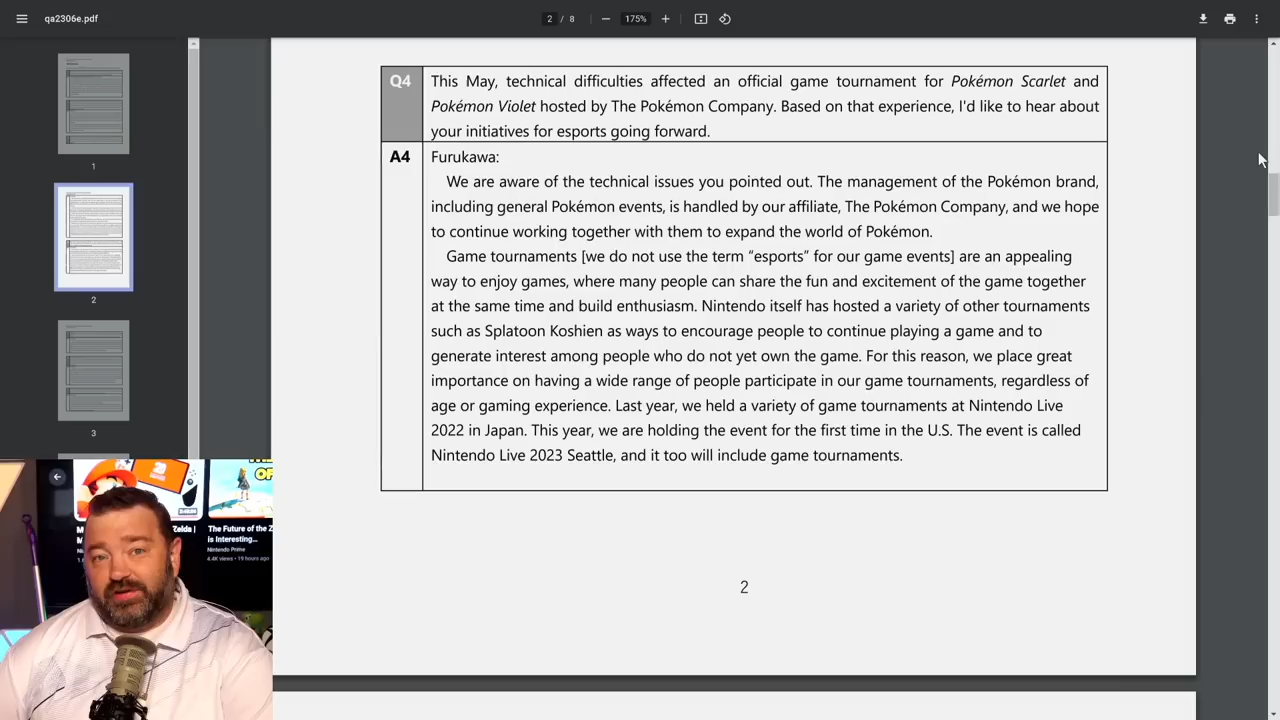 qa2306e.pdf
2 / 8
175%
Q4
This May, technical difficulties affected an official game tournament for Pokémon Scarlet and
Pokémon Violet hosted by The Pokémon Company. Based on that experience, I'd like to hear about
your initiatives for esports going forward.
A4
Furukawa:
We are aware of the technical issues you pointed out. The management of the Pokémon brand,
including general Pokémon events, is handled by our affiliate, The Pokémon Company, and we hope
to continue working together with them to expand the world of Pokémon.
Game tournaments [we do not use the term “esports” for our game events] are an appealing
way to enjoy games, where many people can share the fun and excitement of the game together
at the same time and build enthusiasm. Nintendo itself has hosted a variety of other tournaments
such as Splatoon Koshien as ways to encourage people to continue playing a game and to
generate interest among people who do not yet own the game. For this reason, we place great
importance on having a wide range of people participate in our game tournaments, regardless of
age or gaming experience. Last year, we held a variety of game tournaments at Nintendo Live
2022 in Japan. This year, we are holding the event for the first time in the U.S. The event is called
Nintendo Live 2023 Seattle, and it too will include game tournaments.
2
1
2
3
OF
Zelda |
The Future of the Z
is Interesting...
Nintendo Prime
4.4K views • 19 hours ago